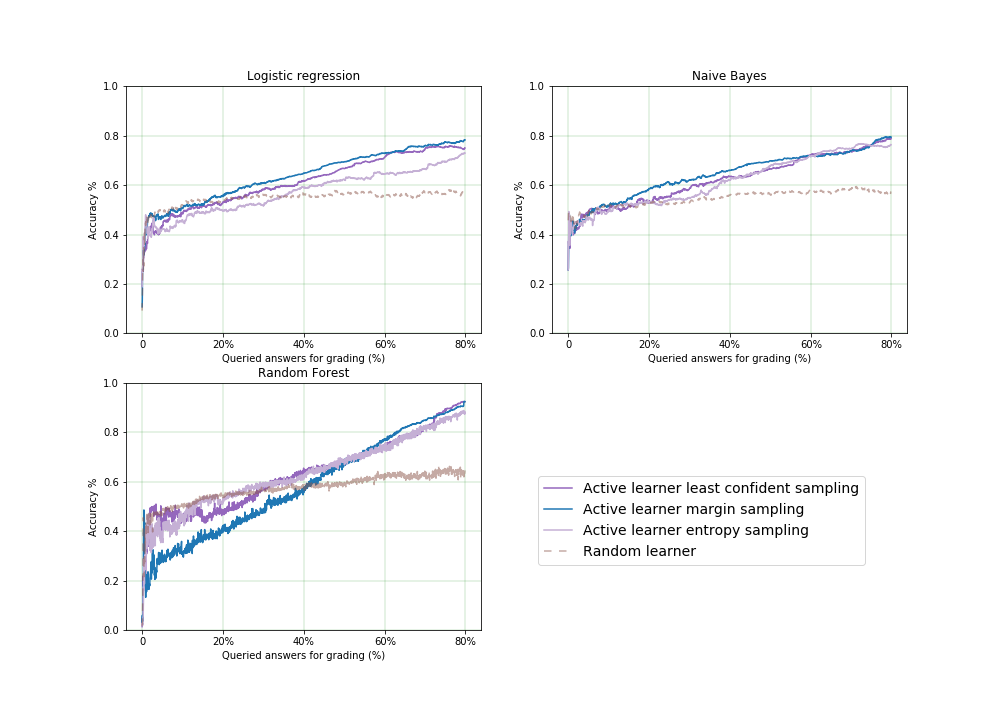 Logistic regression
1.0
0.8
0.6
0.4
0.2
0.0
Accuracy %
0 20% 40% 60% 80%
Queried answers for grading (%)
Naive Bayes
1.0
0.8
0.6
0.4
0.2
0.0
Accuracy %
0 20% 40% 60% 80%
Queried answers for grading (%)
Random Forest
1.0
0.8
0.6
0.4
0.2
0.0
Accuracy %
0 20% 40% 60% 80%
Queried answers for grading (%)
Active learner least confident sampling
Active learner margin sampling
Active learner entropy sampling
Random learner